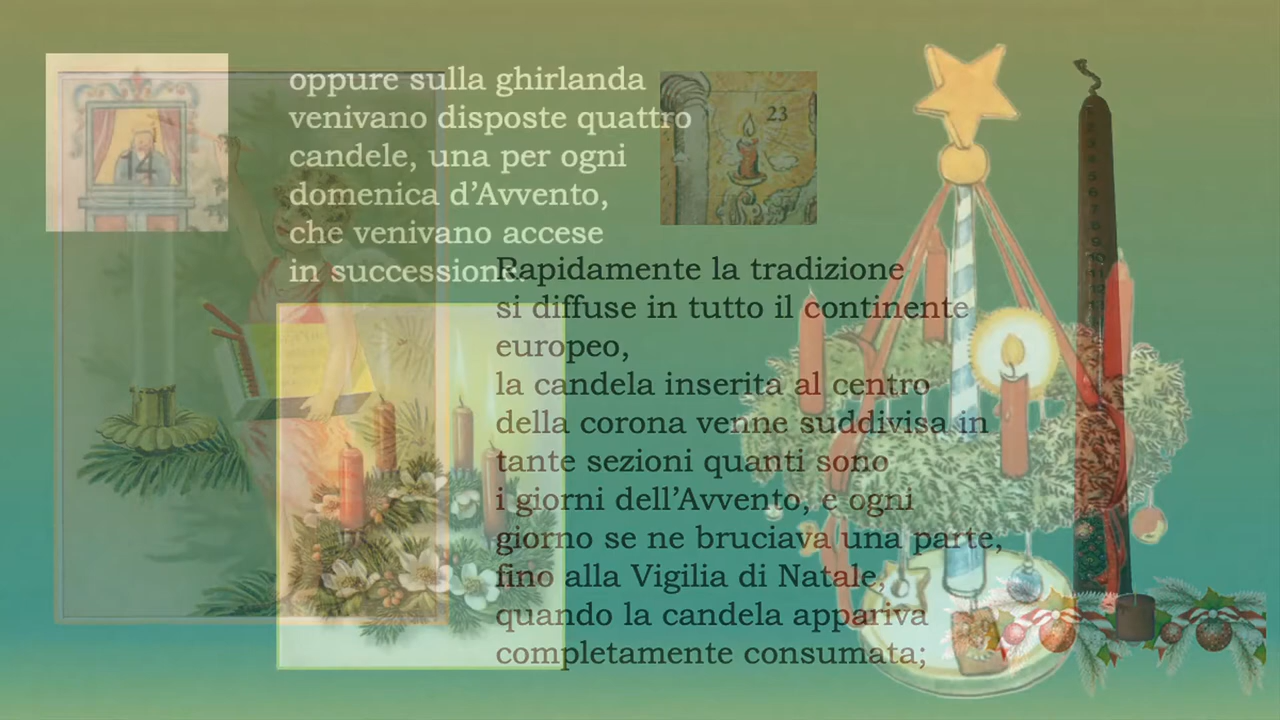 oppure sulla ghirlanda
venivano disposte quattro
candele, una per ogni
domenica d’Avvento,
che venivano accese
in successione.
Rapidamente la tradizione
si diffuse in tutto il continente
europeo,
la candela inserita al centro
della corona venne suddivisa in
tante sezioni quanti sono
i giorni dell’Avvento, e ogni
giorno se ne bruciava una parte,
fino alla Vigilia di Natale,
quando la candela appariva
completamente consumata;
14
23